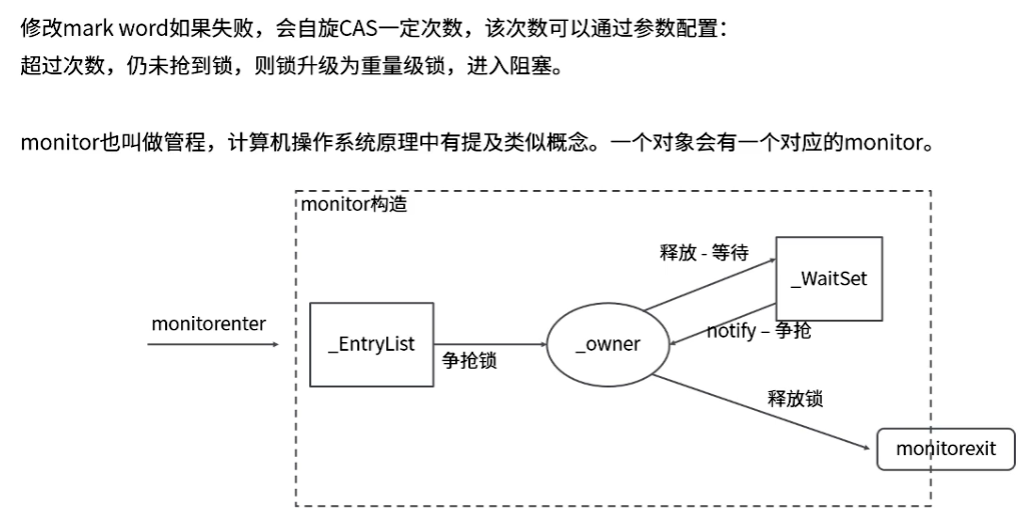 修改mark word如果失败，会自旋CAS一定次数，该次数可以通过参数配置：
超过次数，仍未抢到锁，则锁升级为重量级锁，进入阻塞。
monitor也叫做管程，计算机操作系统原理中有提及类似概念。一个对象会有一个对应的monitor。
monitor构造
释放 - 等待
_WaitSet
monitorenter
_EntryList
争抢锁
_owner
notify – 争抢
释放锁
monitorexit